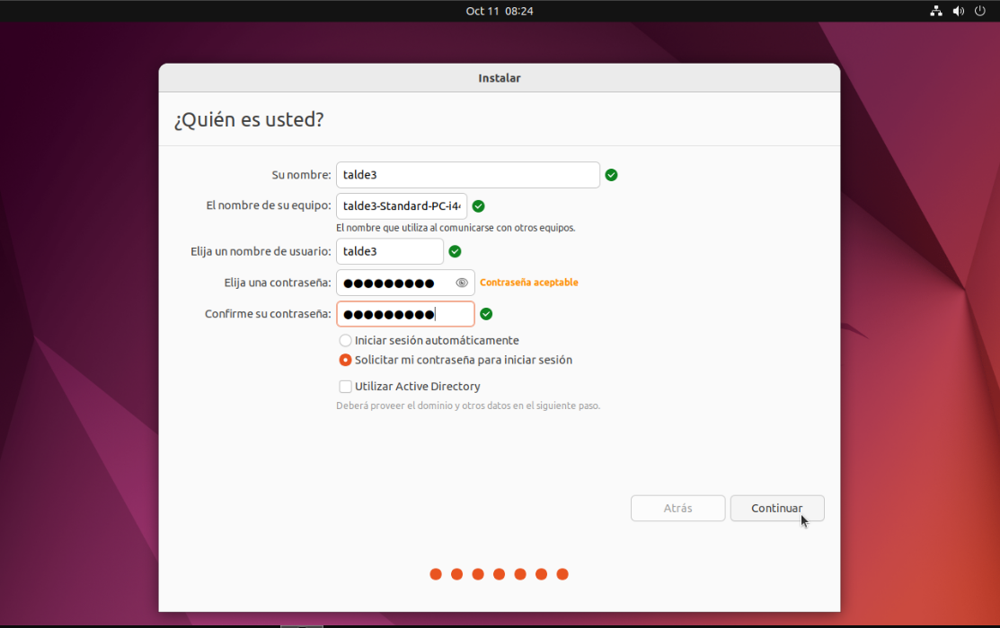 Oct 11 08:24
Instalar
¿Quién es usted?
Su nombre: talde3
El nombre de su equipo: talde3-Standard-PC-i4
El nombre que utiliza al comunicarse con otros equipos.
Elija un nombre de usuario: talde3
Elija una contraseña: ●●●●●●●●● Contraseña aceptable
Confirme su contraseña: ●●●●●●●●●
Iniciar sesión automáticamente
Solicitar mi contraseña para iniciar sesión
Utilizar Active Directory
Deberá proveer el dominio y otros datos en el siguiente paso.
Atrás Continuar